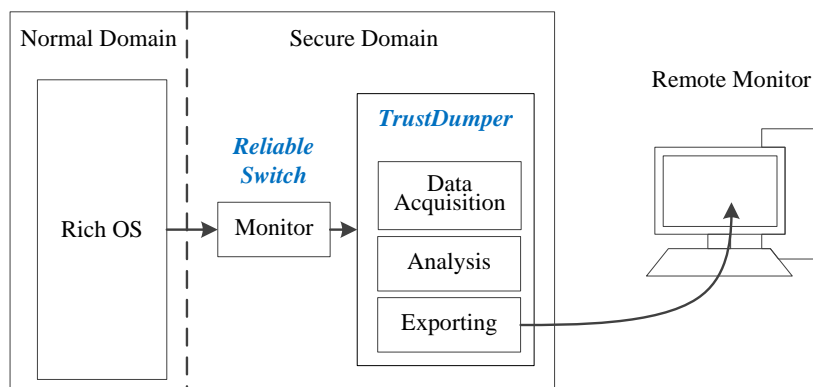 Normal Domain
Secure Domain
Remote Monitor
TrustDumper
Reliable
Switch
Data
Acquisition
Rich OS
Monitor
Analysis
Exporting